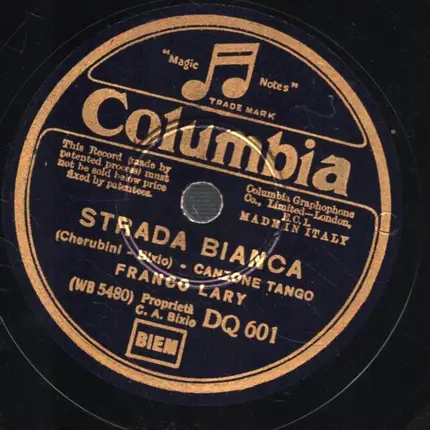 "Magic Notes"
TRADE MARK
Columbia
This Record (made by
patented process) must
not be sold below price
fixed by patentees.
Columbia Graphophone
Co., Limited—London,
E.C.1.
MADE IN ITALY
STRADA BIANCA
(Cherubini - Bixio) - CANZONE TANGO
FRANCO LARY
(WB 5480) Proprietà
C. A. Bixio
DQ 601
BIEM